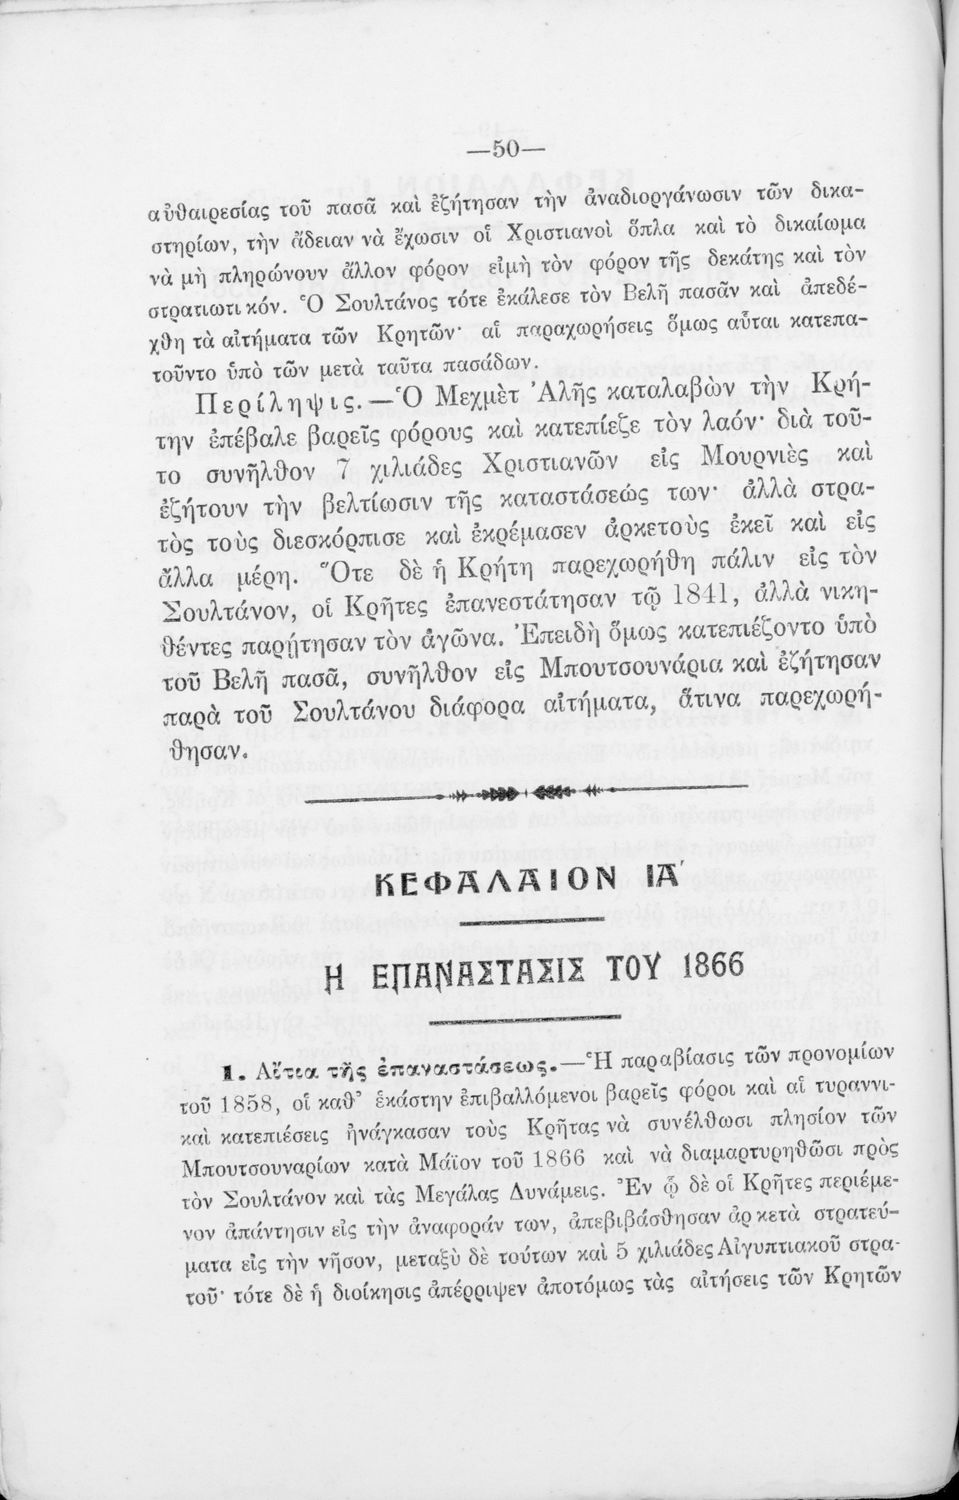 —50—
αὐθαιρεσίας τοῦ πασᾶ καὶ ἐζήτησαν τὴν ἀναδιοργάνωσιν τῶν δικα-
στηρίων, τὴν ἄδειαν νὰ ἔχωσιν οἱ Χριστιανοὶ ὅπλα καὶ τὸ δικαίωμα
νὰ μὴ πληρώνουν ἄλλον φόρον εἰμὴ τὸν φόρον τῆς δεκάτης καὶ τὸν
στρατιωτικόν. Ὁ Σουλτάνος τότε ἐκάλεσε τὸν Βελῆ πασᾶν καὶ ἀπεδέ-
χθη τὰ αἰτήματα τῶν Κρητῶν· αἱ παραχωρήσεις ὅμως αὗται κατεπα-
τοῦντο ὑπὸ τῶν μετὰ ταῦτα πασάδων.
Περίληψις.—Ὁ Μεχμὲτ Ἀλῆς καταλαβὼν τὴν Κρή-
την ἐπέβαλε βαρεῖς φόρους καὶ κατεπίεζε τὸν λαόν· διὰ τοῦ-
το συνῆλθον 7 χιλιάδες Χριστιανῶν εἰς Μουρνιὲς καὶ
ἐζήτουν τὴν βελτίωσιν τῆς καταστάσεώς των· ἀλλὰ στρα-
τὸς τοὺς διεσκόρπισε καὶ ἐκρέμασεν ἀρκετοὺς ἐκεῖ καὶ εἰς
ἄλλα μέρη. Ὅτε δὲ ἡ Κρήτη παρεχωρήθη πάλιν εἰς τὸν
Σουλτάνον, οἱ Κρῆτες ἐπανεστάτησαν τῷ 1841, ἀλλὰ νικη-
θέντες παρῄτησαν τὸν ἀγῶνα. Ἐπειδὴ ὅμως κατεπιέζοντο ὑπὸ
τοῦ Βελῆ πασᾶ, συνῆλθον εἰς Μπουτσουνάρια καὶ ἐζήτησαν
παρὰ τοῦ Σουλτάνου διάφορα αἰτήματα, ἅτινα παρεχωρή-
θησαν.
ΚΕΦΑΛΑΙΟΝ ΙΑ΄
Η ΕΠΑΝΑΣΤΑΣΙΣ ΤΟΥ 1866
1. Αἴτια τῆς ἐπαναστάσεως.—Ἡ παραβίασις τῶν προνομίων
τοῦ 1858, οἱ καθ' ἑκάστην ἐπιβαλλόμενοι βαρεῖς φόροι καὶ αἱ τυραννι-
καὶ κατεπιέσεις ἠνάγκασαν τοὺς Κρῆτας νὰ συνέλθωσι πλησίον τῶν
Μπουτσουναρίων κατὰ Μάϊον τοῦ 1866 καὶ νὰ διαμαρτυρηθῶσι πρὸς
τὸν Σουλτάνον καὶ τὰς Μεγάλας Δυνάμεις. Ἐν ᾧ δὲ οἱ Κρῆτες περιέμε-
νον ἀπάντησιν εἰς τὴν ἀναφοράν των, ἀπεβιβάσθησαν ἀρκετὰ στρατεύ-
ματα εἰς τὴν νῆσον, μεταξὺ δὲ τούτων καὶ 5 χιλιάδες Αἰγυπτιακοῦ στρα-
τοῦ· τότε δὲ ἡ διοίκησις ἀπέρριψεν ἀποτόμως τὰς αἰτήσεις τῶν Κρητῶν